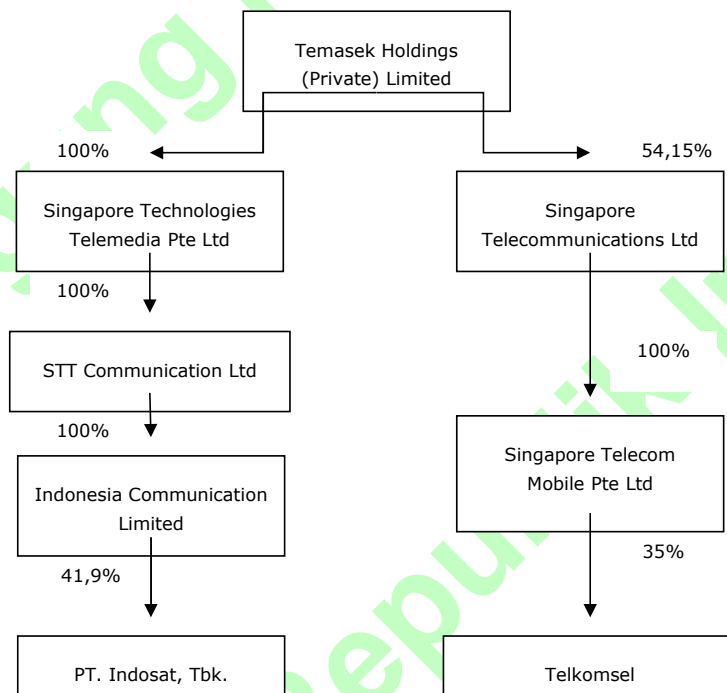 Temasek Holdings
(Private) Limited
100%
54,15%
Singapore Technologies
Telemedia Pte Ltd
Singapore
Telecommunications Ltd
100%
100%
STT Communication Ltd
100%
Singapore Telecom
Mobile Pte Ltd
Indonesia Communication
Limited
35%
41,9%
PT. Indosat, Tbk.
Telkomsel
Republik